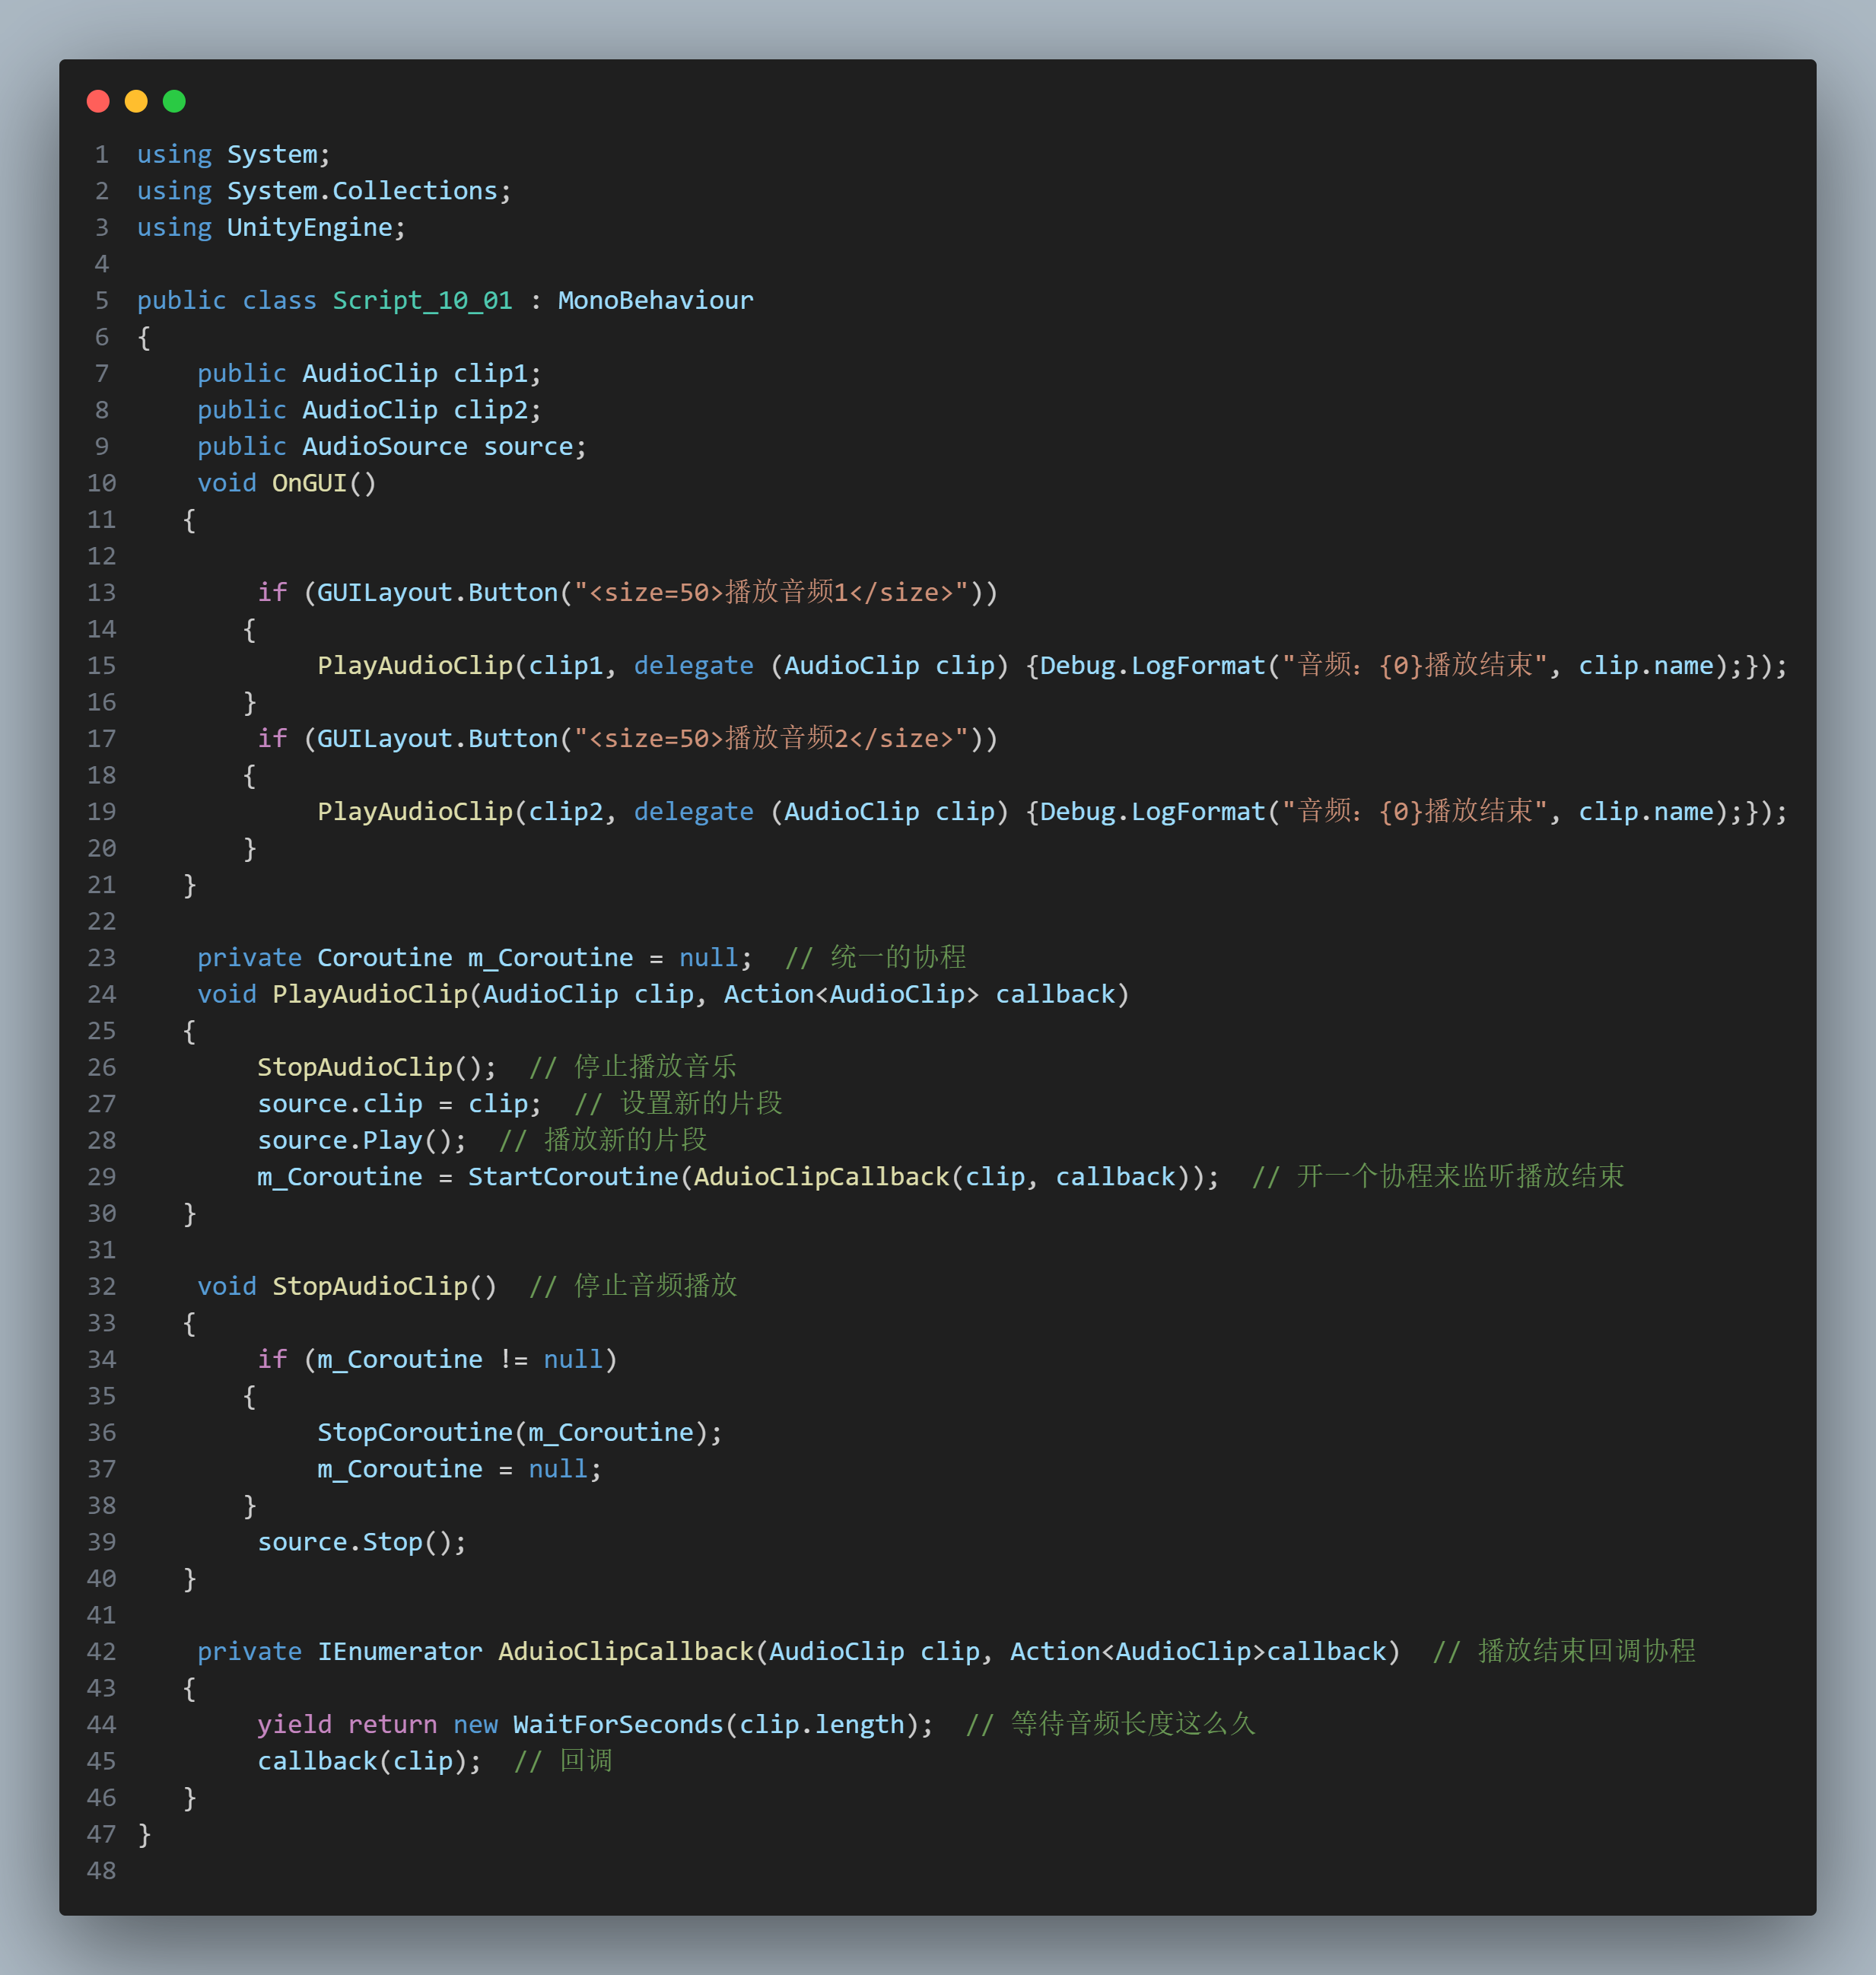 1 using System;
2 using System.Collections;
3 using UnityEngine;
4
5 public class Script_10_01 : MonoBehaviour
6 {
7     public AudioClip clip1;
8     public AudioClip clip2;
9     public AudioSource source;
10     void OnGUI()
11    {
12
13         if (GUILayout.Button("<size=50>播放音频1</size>"))
14        {
15             PlayAudioClip(clip1, delegate (AudioClip clip) {Debug.LogFormat("音频：{0}播放结束", clip.name);});
16        }
17         if (GUILayout.Button("<size=50>播放音频2</size>"))
18        {
19             PlayAudioClip(clip2, delegate (AudioClip clip) {Debug.LogFormat("音频：{0}播放结束", clip.name);});
20        }
21    }
22
23     private Coroutine m_Coroutine = null;  // 统一的协程
24     void PlayAudioClip(AudioClip clip, Action<AudioClip> callback)
25    {
26         StopAudioClip();  // 停止播放音乐
27         source.clip = clip;  // 设置新的片段
28         source.Play();  // 播放新的片段
29         m_Coroutine = StartCoroutine(AduioClipCallback(clip, callback));  // 开一个协程来监听播放结束
30    }
31
32     void StopAudioClip()  // 停止音频播放
33    {
34         if (m_Coroutine != null)
35        {
36             StopCoroutine(m_Coroutine);
37             m_Coroutine = null;
38        }
39         source.Stop();
40    }
41
42     private IEnumerator AduioClipCallback(AudioClip clip, Action<AudioClip>callback)  // 播放结束回调协程
43    {
44         yield return new WaitForSeconds(clip.length);  // 等待音频长度这么久
45         callback(clip);  // 回调
46    }
47 }
48